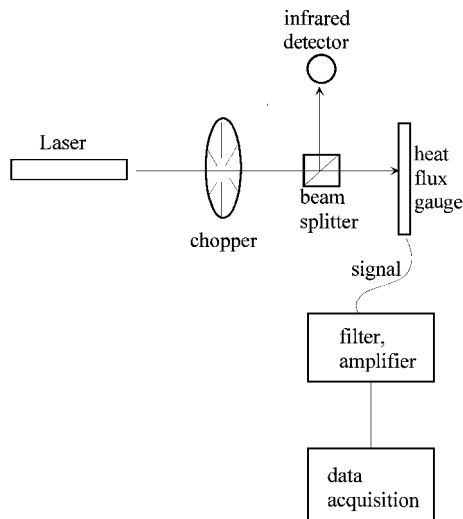 infrared
detector
Laser
heat
flux
gauge
beam
splitter
chopper
signal
filter,
amplifier
data
acquisition